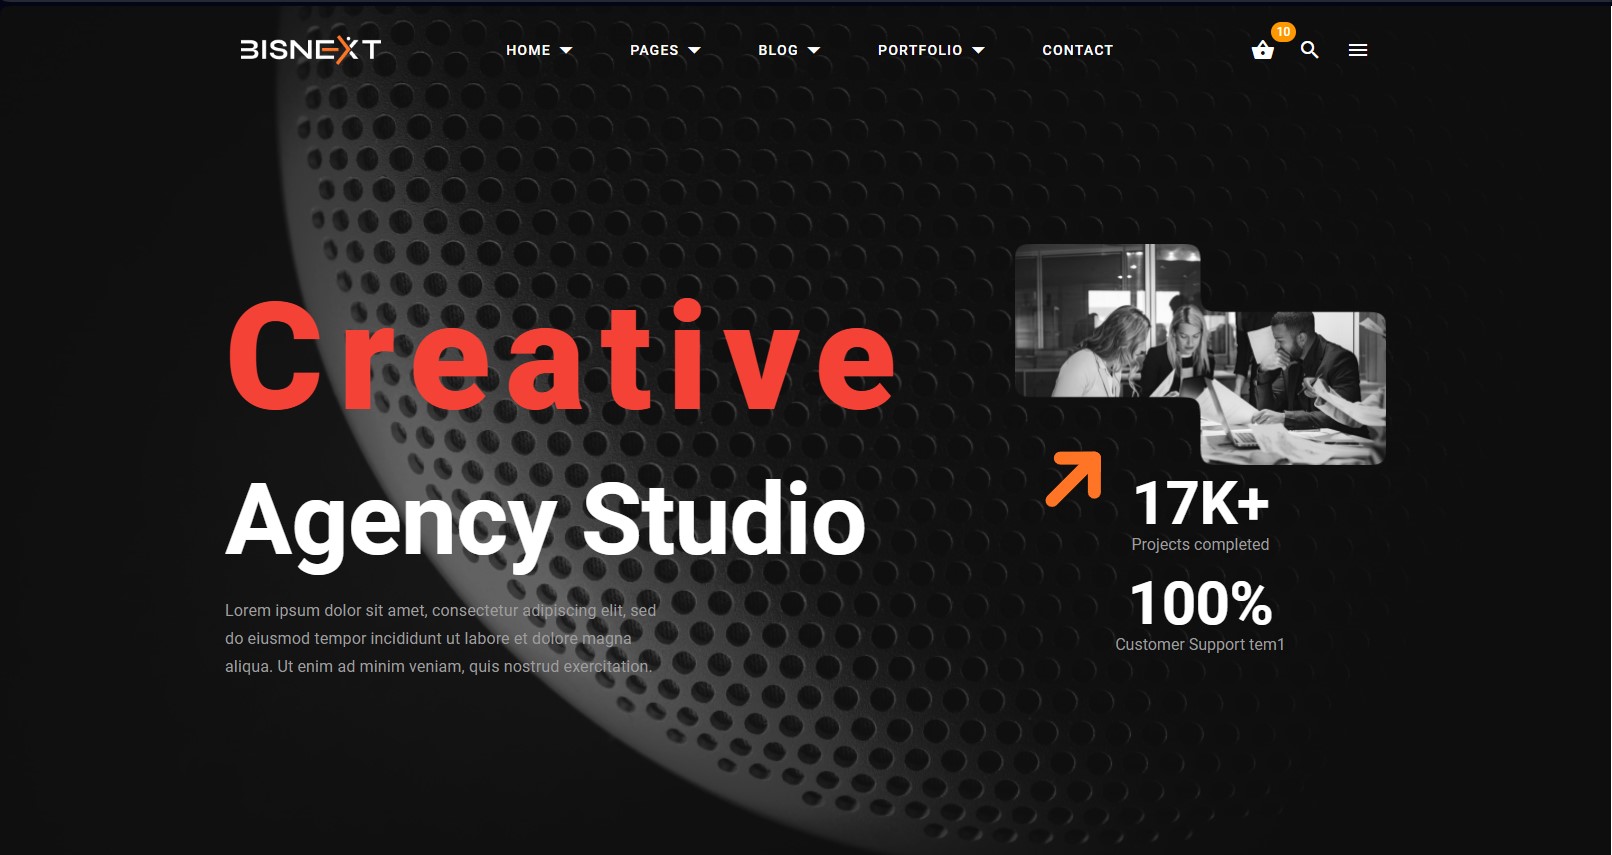 BISNEXT
HOME PAGES BLOG PORTFOLIO CONTACT
10
Creative
Agency Studio
Lorem ipsum dolor sit amet, consectetur adipiscing elit, sed
do eiusmod tempor incididunt ut labore et dolore magna
aliqua. Ut enim ad minim veniam, quis nostrud exercitation.
17K+
Projects completed
100%
Customer Support tem1